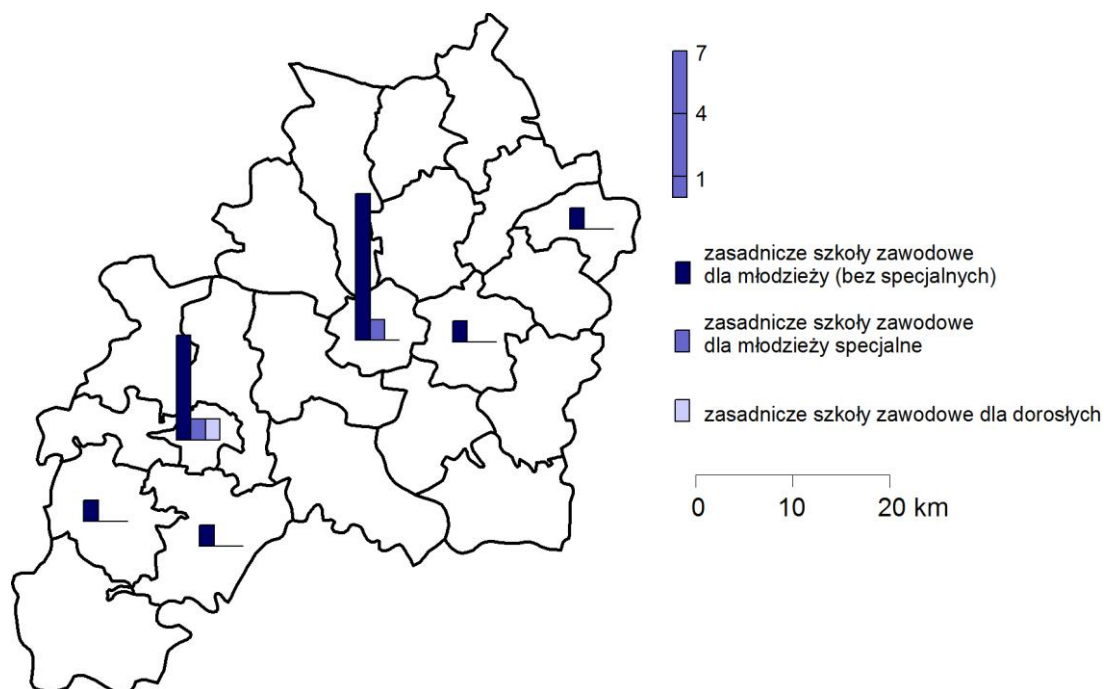 7
4
1
zasadnicze szkoły zawodowe
dla młodzieży (bez specjalnych)
zasadnicze szkoły zawodowe
dla młodzieży specjalne
zasadnicze szkoły zawodowe dla dorosłych
0 10 20 km